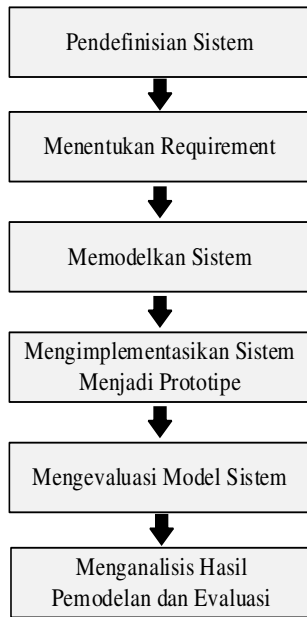 Pendefinisian Sistem
Menentukan Requirement
Memodelkan Sistem
Mengimplementasikan Sistem
Menjadi Prototipe
Mengevaluasi Model Sistem
Menganalisis Hasil
Pemodelan dan Evaluasi